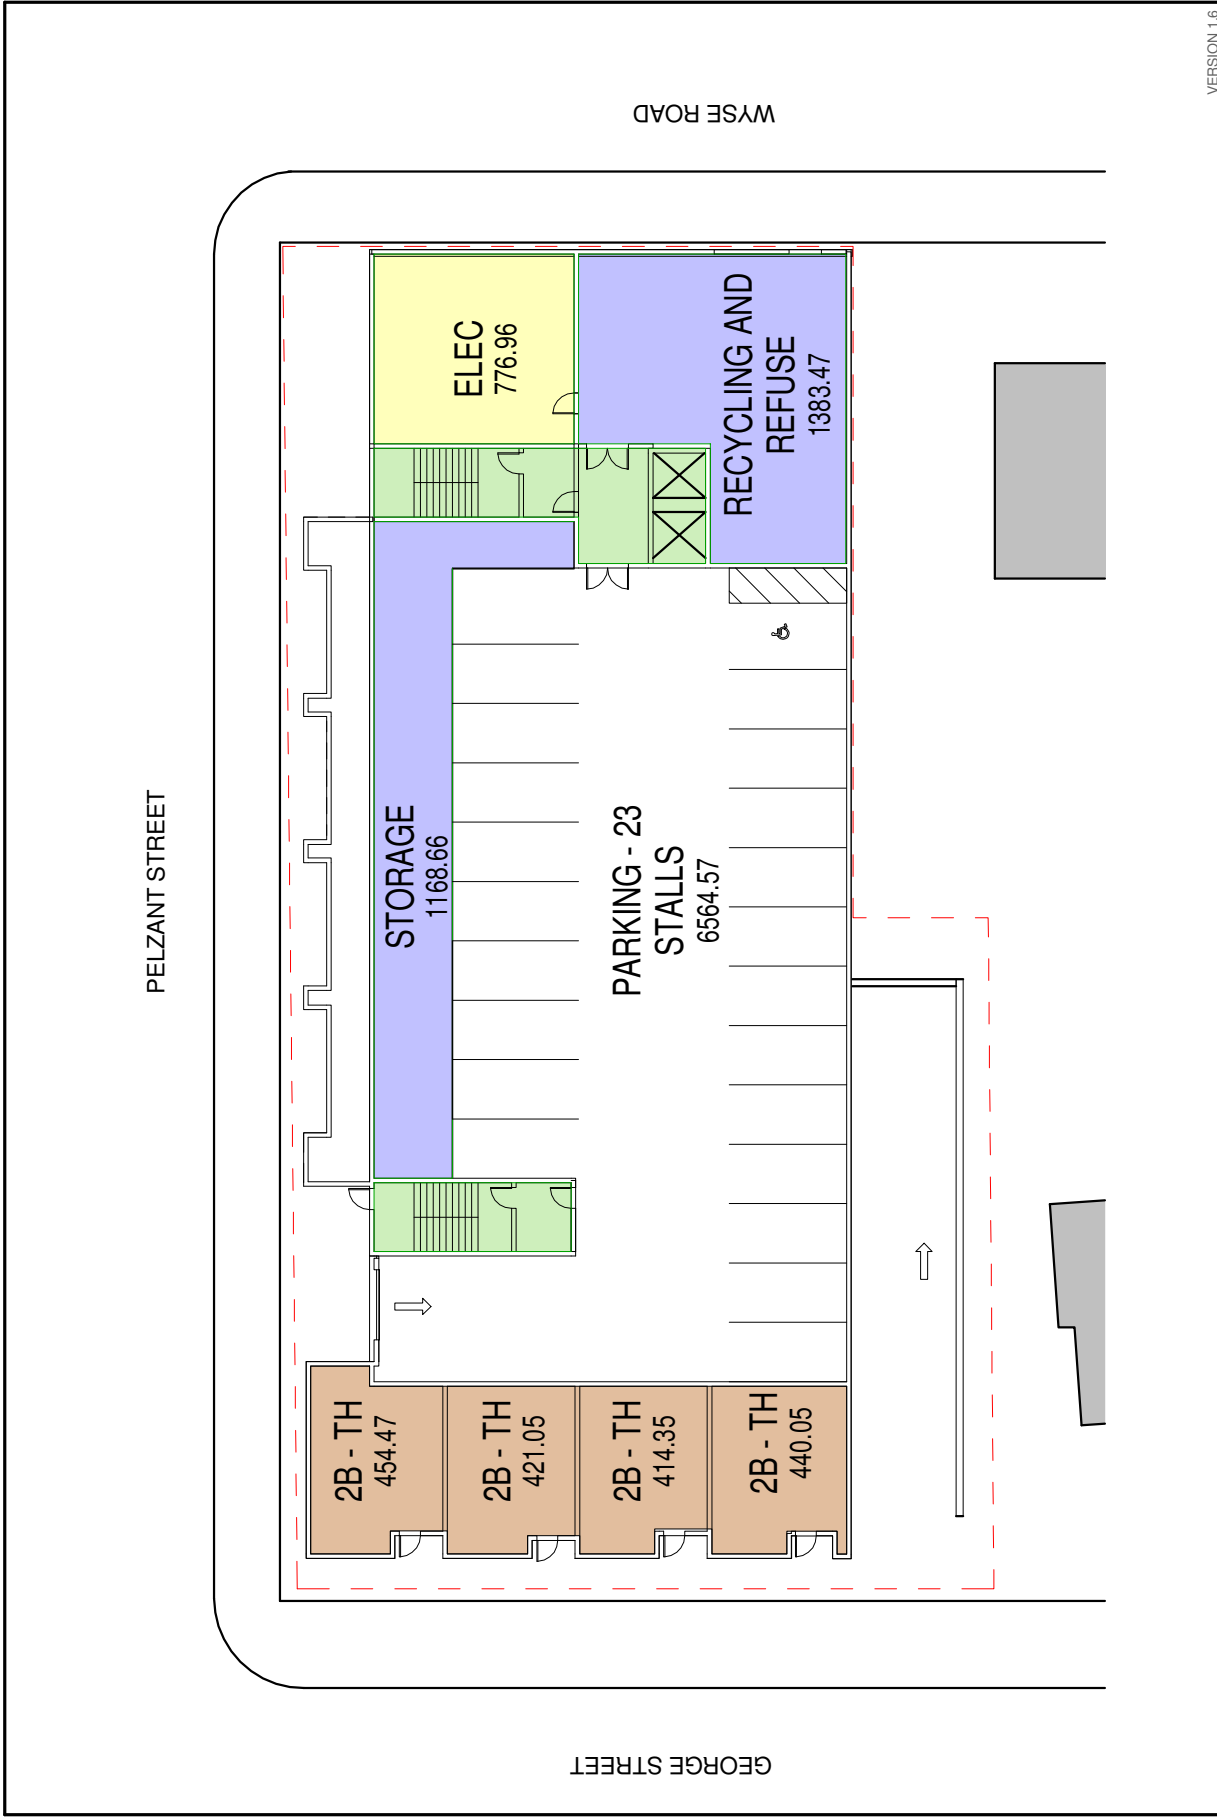 VERSION 1.6
WYSE ROAD
PELZANT STREET
ELEC
776.96
RECYCLING AND
REFUSE
1383.47
STORAGE
1168.66
PARKING - 23
STALLS
6564.57
2B - TH
454.47
2B - TH
421.05
2B - TH
414.35
2B - TH
440.05
GEORGE STREET